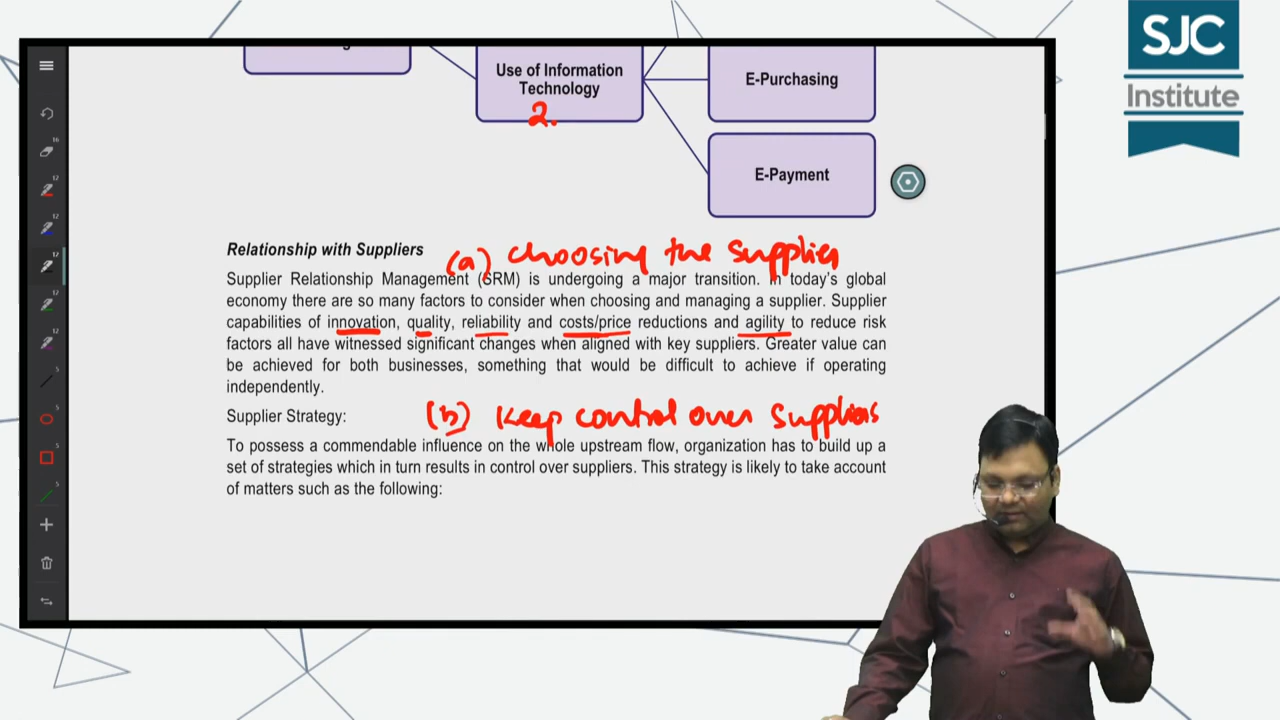 SJC
Institute
Use of Information
Technology
2.
E-Purchasing
E-Payment
Relationship with Suppliers
(a) Choosing the Supplier
Supplier Relationship Management (SRM) is undergoing a major transition. In today's global
economy there are so many factors to consider when choosing and managing a supplier. Supplier
capabilities of innovation, quality, reliability and costs/price reductions and agility to reduce risk
factors all have witnessed significant changes when aligned with key suppliers. Greater value can
be achieved for both businesses, something that would be difficult to achieve if operating
independently.
Supplier Strategy:
(b) Keep control over Suppliers
To possess a commendable influence on the whole upstream flow, organization has to build up a
set of strategies which in turn results in control over suppliers. This strategy is likely to take account
of matters such as the following: